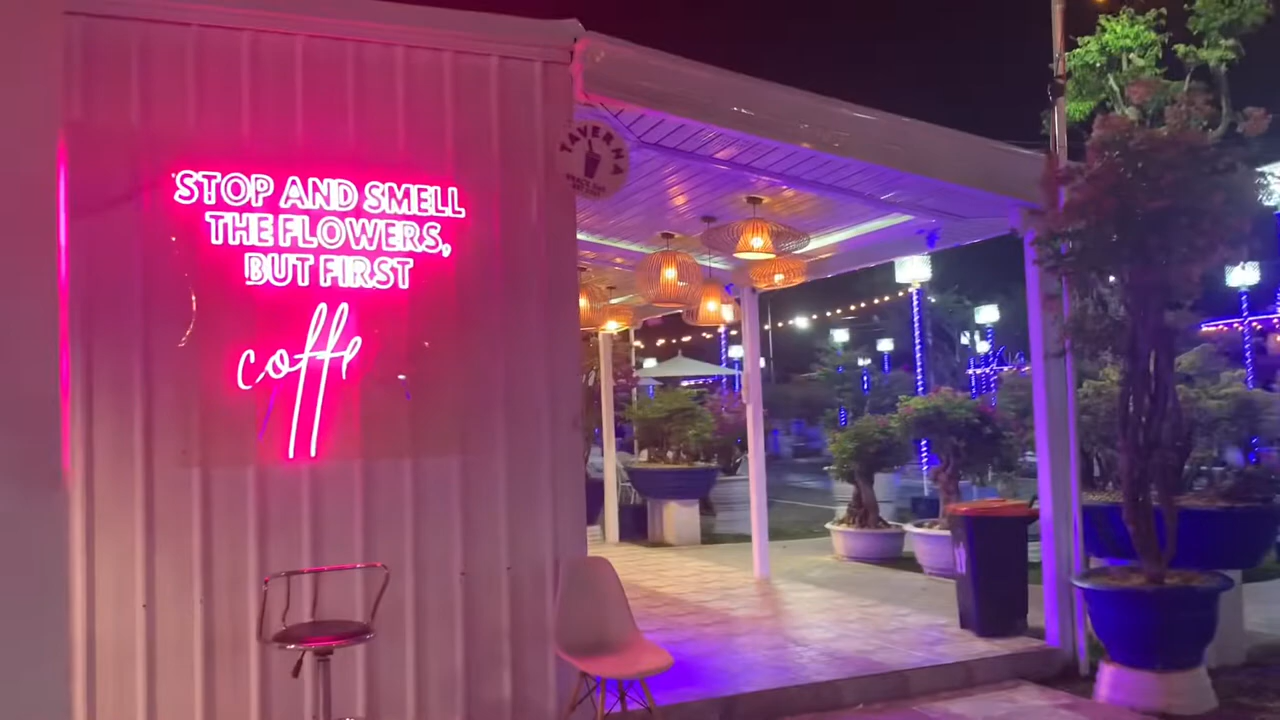 STOP AND SMELL
THE FLOWERS,
BUT FIRST
coffe
TAVERNA